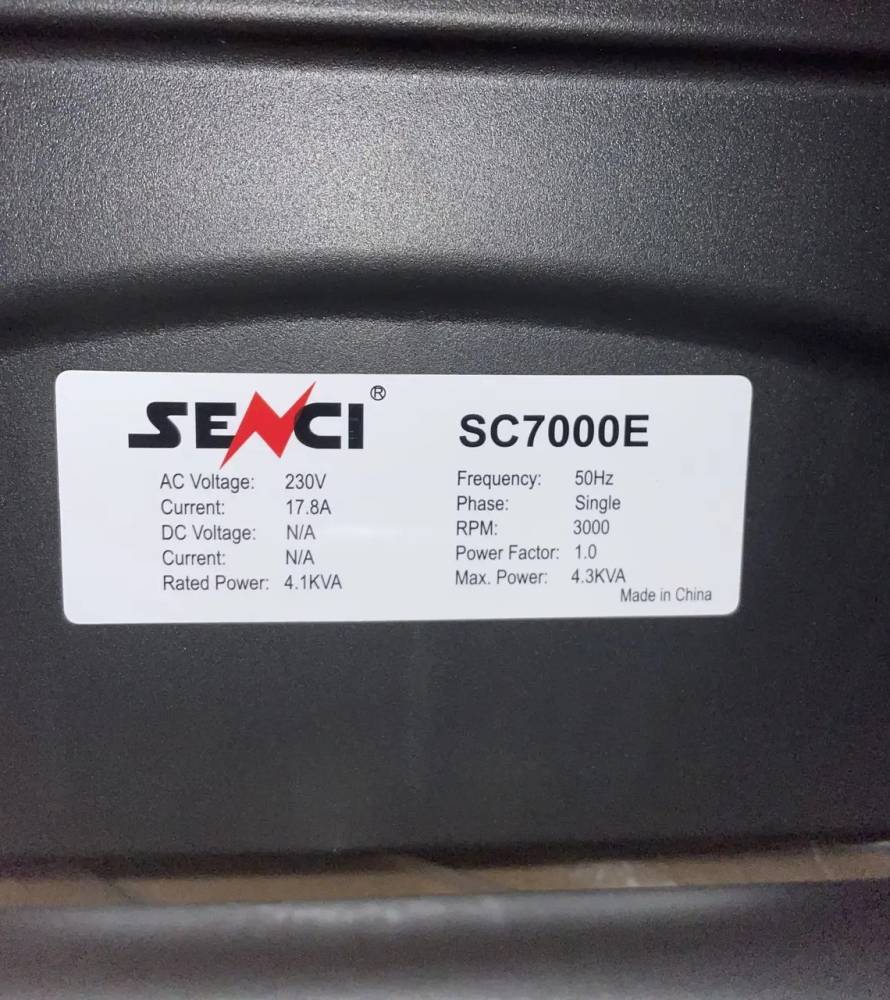 SENCI®
SC7000E
AC Voltage: 230V
Current: 17.8A
DC Voltage: N/A
Current: N/A
Rated Power: 4.1KVA
Frequency: 50Hz
Phase: Single
RPM: 3000
Power Factor: 1.0
Max. Power: 4.3KVA
Made in China